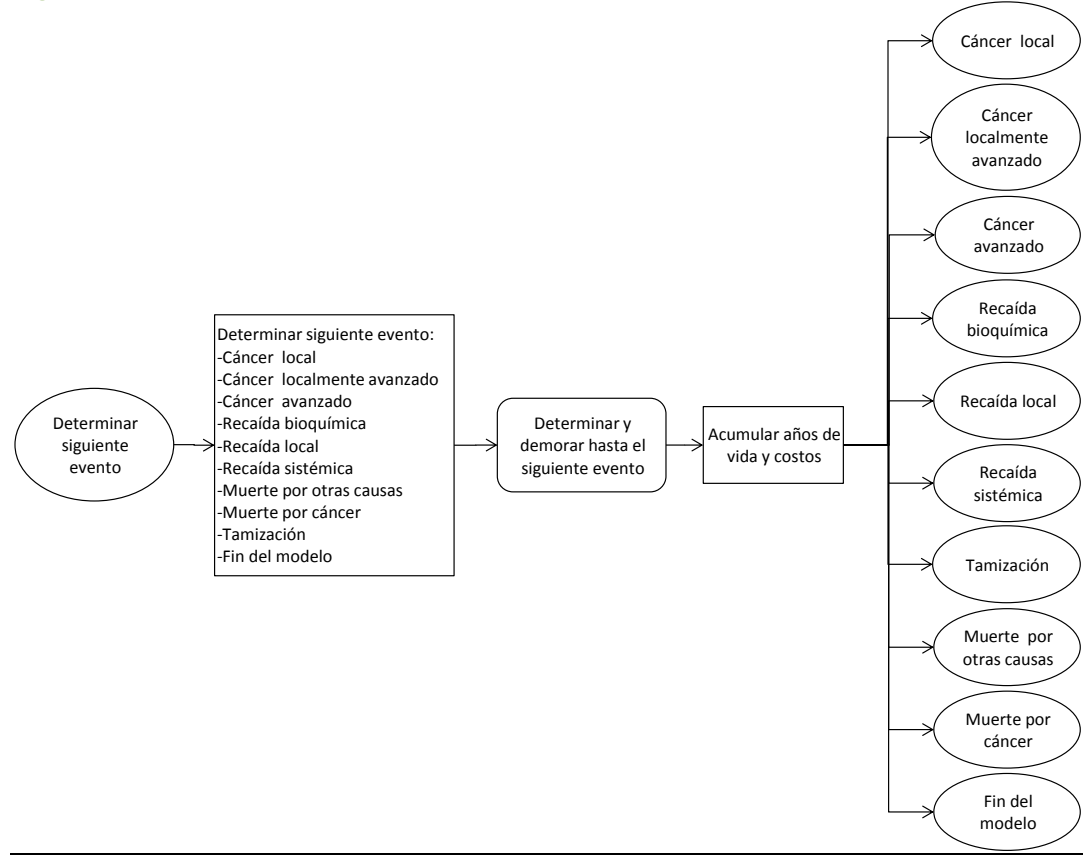 Determinar
siguiente
evento
Determinar siguiente evento:
-Cáncer local
-Cáncer localmente avanzado
-Cáncer avanzado
-Recaída bioquímica
-Recaída local
-Recaída sistémica
-Muerte por otras causas
-Muerte por cáncer
-Tamización
-Fin del modelo
Determinar y
demorar hasta el
siguiente evento
Acumular años de
vida y costos
Cáncer local
Cáncer
localmente
avanzado
Cáncer
avanzado
Recaída
bioquímica
Recaída local
Recaída
sistémica
Tamización
Muerte por
otras causas
Muerte por
cáncer
Fin del
modelo